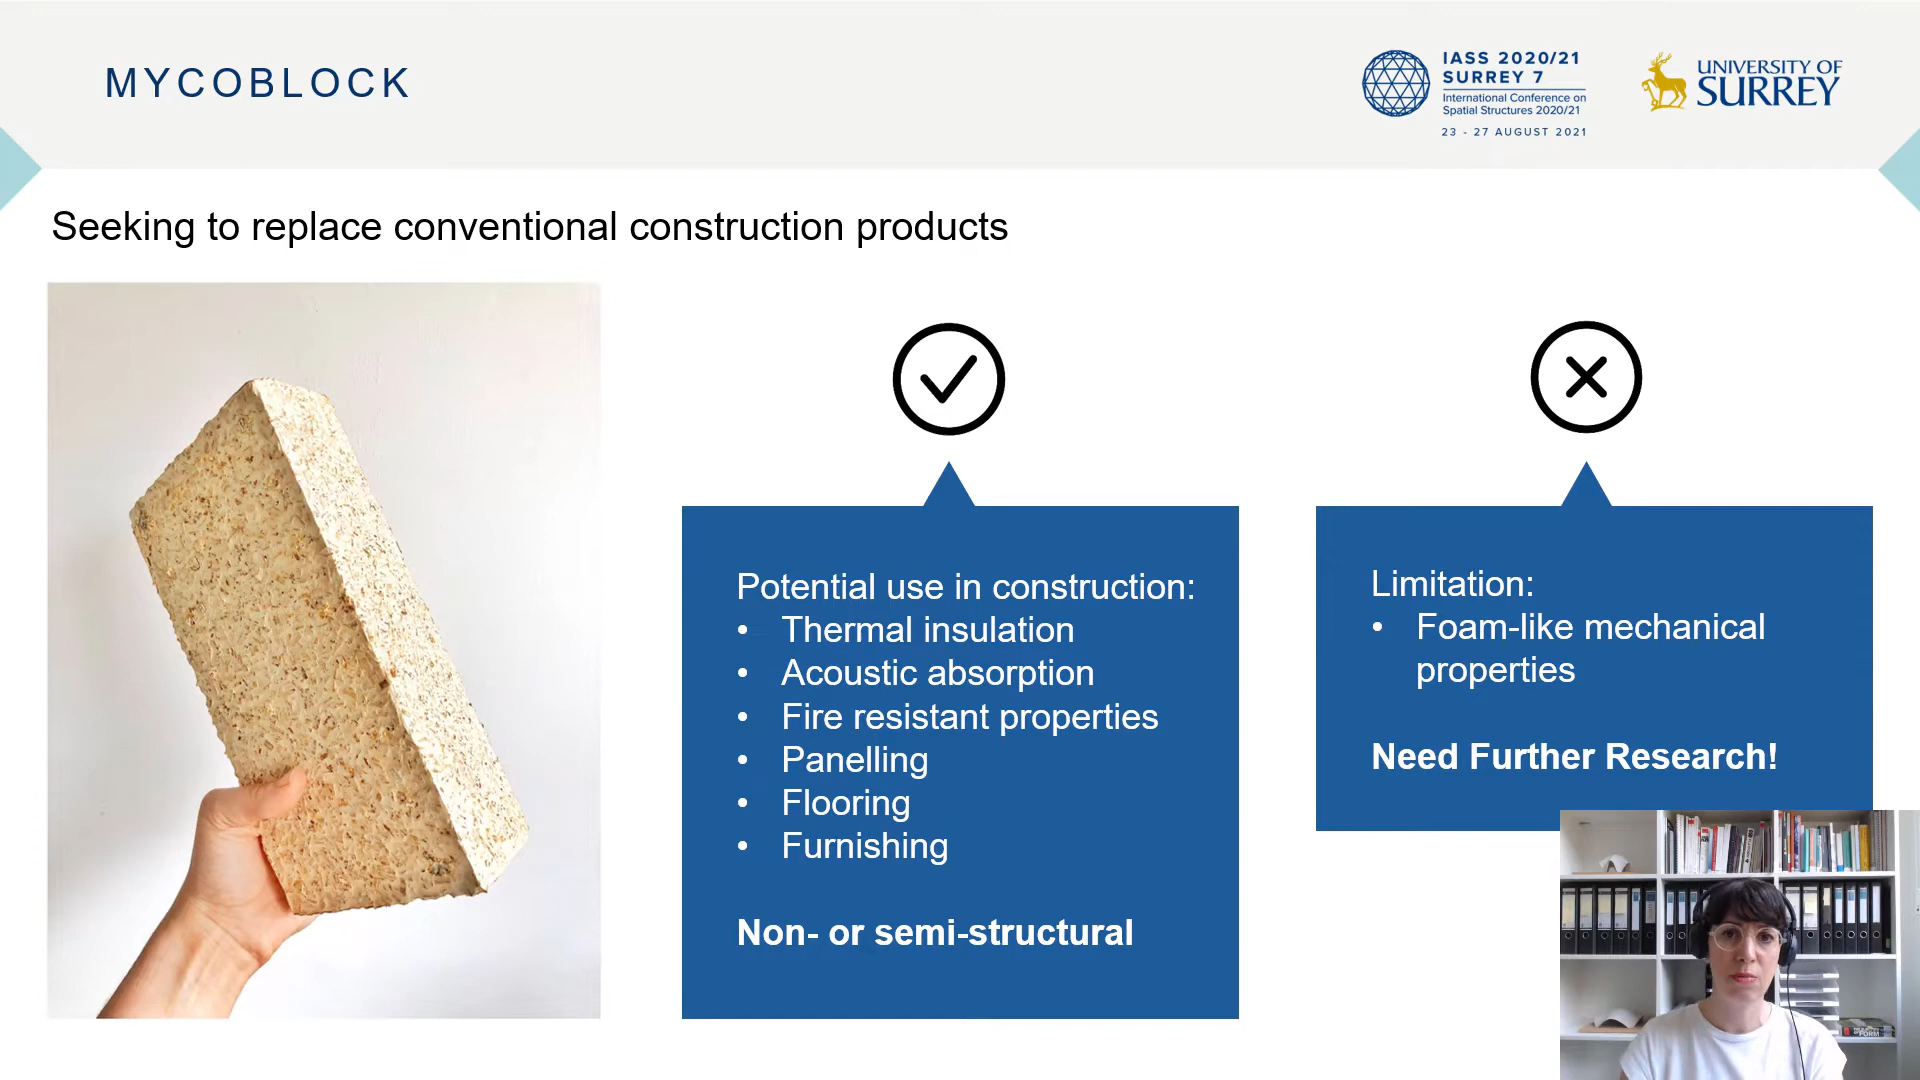 MYCOBLOCK
IASS 2020/21
SURREY 7
International Conference on
Spatial Structures 2020/21
23 - 27 AUGUST 2021
UNIVERSITY OF
SURREY
Seeking to replace conventional construction products
Potential use in construction:
• Thermal insulation
• Acoustic absorption
• Fire resistant properties
• Panelling
• Flooring
• Furnishing
Non- or semi-structural
Limitation:
• Foam-like mechanical
properties
Need Further Research!